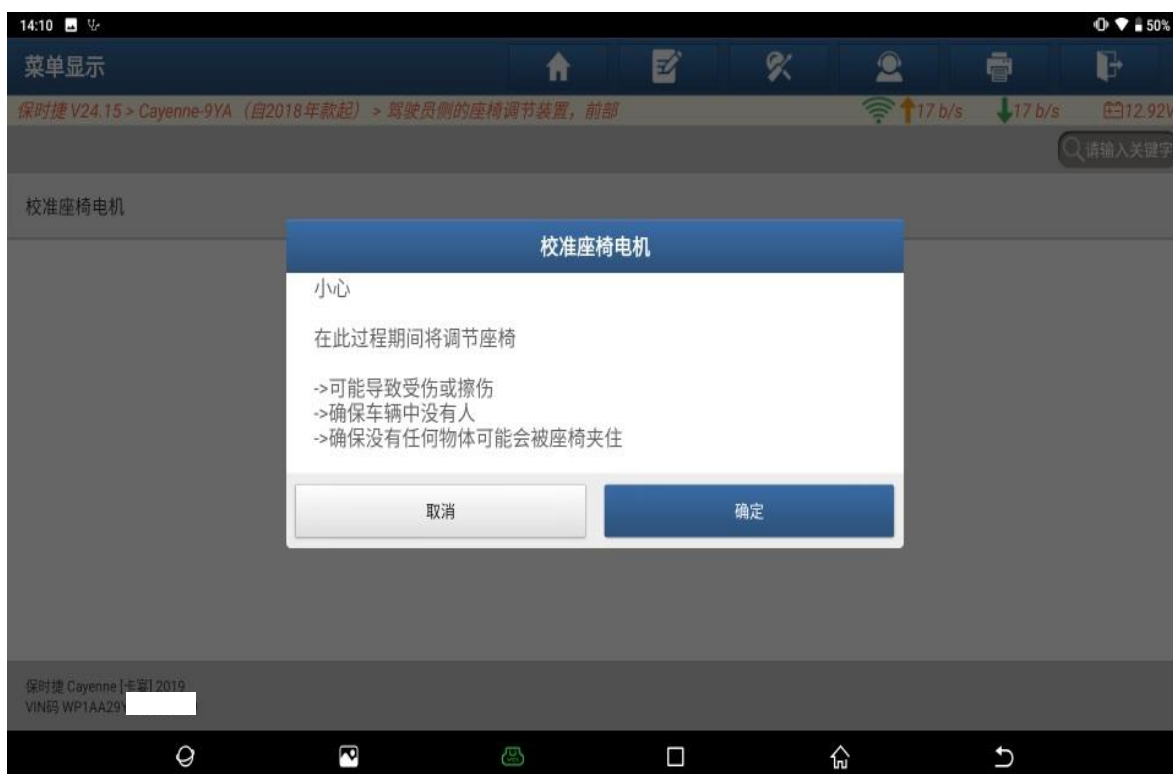 14:10
50%
菜单显示
保时捷 V24.15 > Cayenne-9YA （自2018年款起） > 驾驶员侧的座椅调节装置，前部
17 b/s
17 b/s
12.92V
请输入关键字
校准座椅电机
校准座椅电机
小心
在此过程期间将调节座椅
->可能导致受伤或擦伤
->确保车辆中没有人
->确保没有任何物体可能会被座椅夹住
取消
确定
保时捷 Cayenne [卡宴] 2019
VIN码 WP1AA29Y
VCI